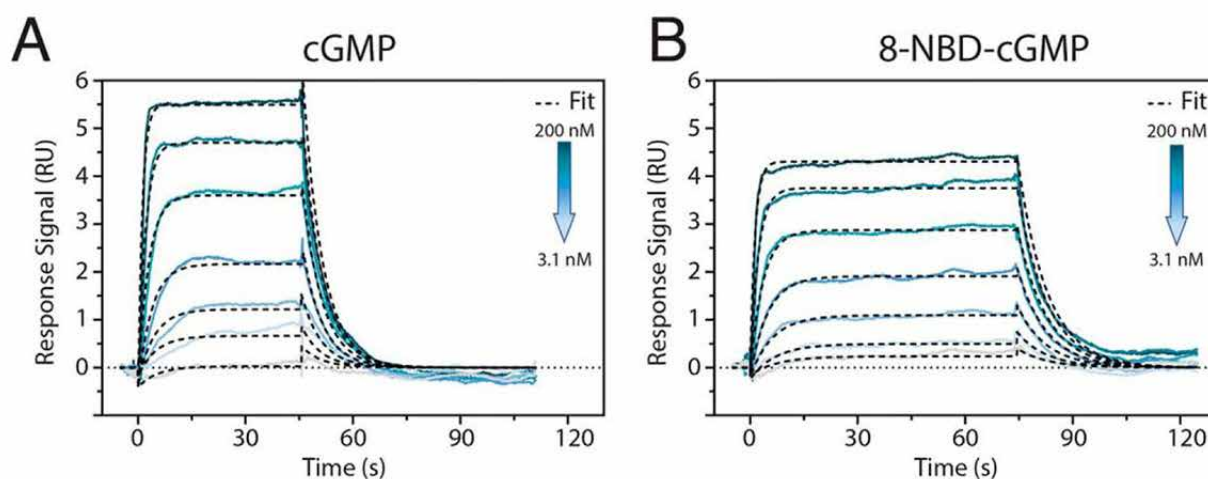 A
cGMP
Response Signal (RU)
6
5
4
3
2
1
0
Fit
200 nM
3.1 nM
0
30
60
90
120
Time (s)
B
8-NBD-cGMP
Response Signal (RU)
6
5
4
3
2
1
0
Fit
200 nM
3.1 nM
0
30
60
90
120
Time (s)